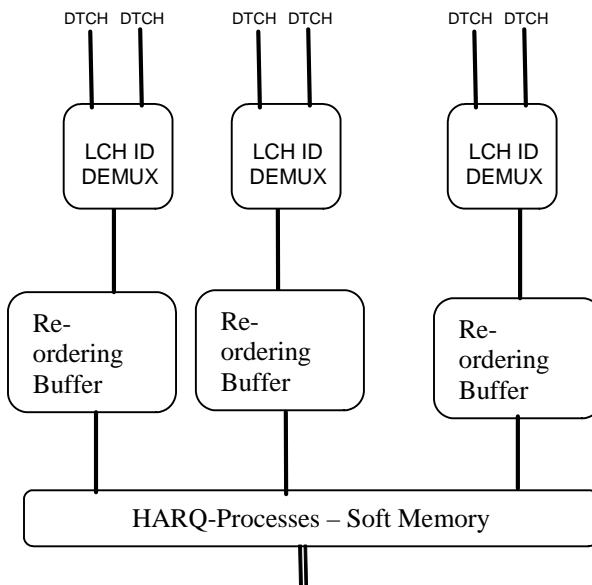 DTCH DTCH DTCH DTCH DTCH DTCH
LCH ID
DEMUX
LCH ID
DEMUX
LCH ID
DEMUX
Re-
ordering
Buffer
Re-
ordering
Buffer
Re-
ordering
Buffer
HARQ-Processes – Soft Memory